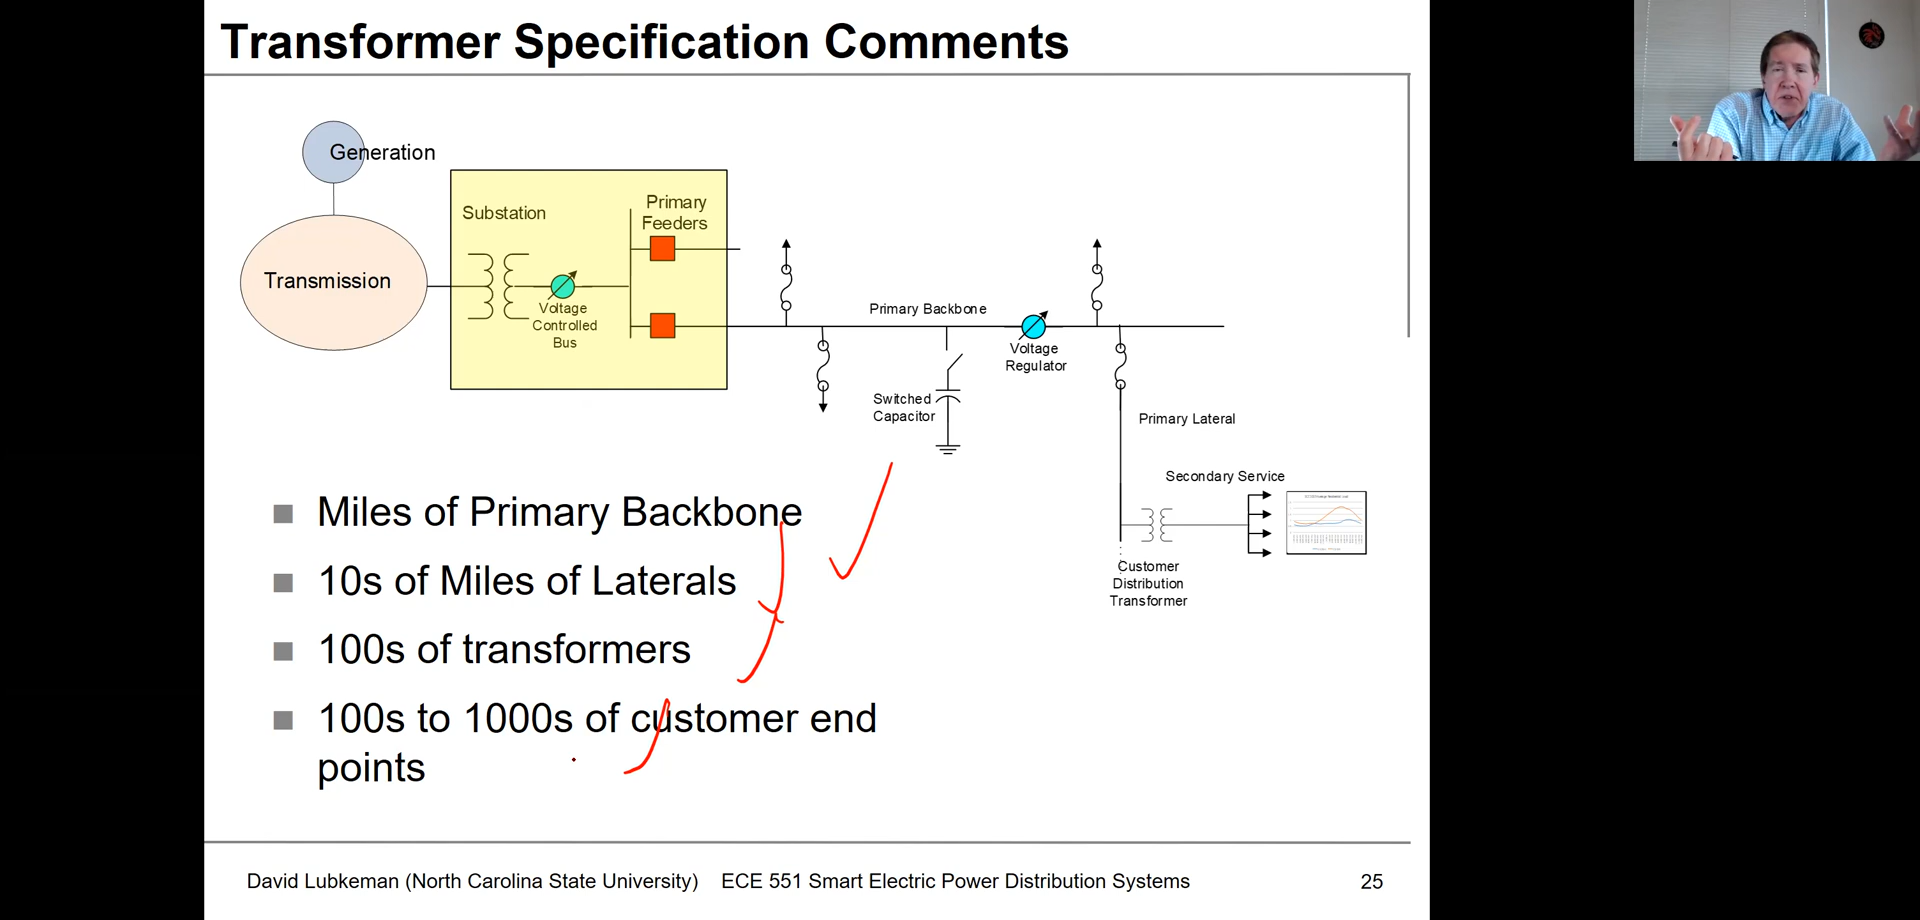 Transformer Specification Comments
Generation
Transmission
Substation
Primary
Feeders
Voltage
Controlled
Bus
Primary Backbone
Voltage
Regulator
Switched
Capacitor
Primary Lateral
Secondary Service
Customer
Distribution
Transformer
Miles of Primary Backbone
10s of Miles of Laterals
100s of transformers
100s to 1000s of customer end
points
David Lubkeman (North Carolina State University) ECE 551 Smart Electric Power Distribution Systems 25